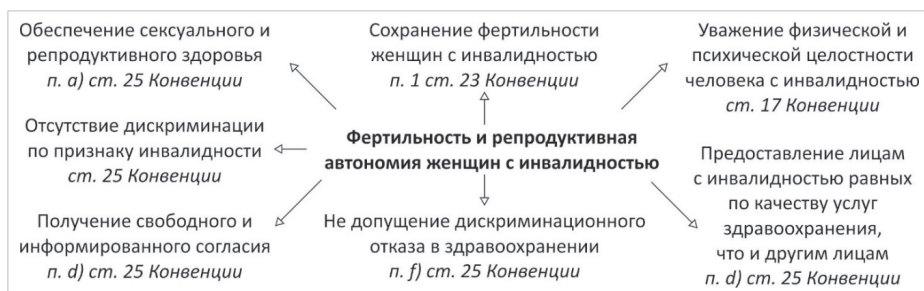 Обеспечение сексуального и
репродуктивного здоровья
п. а) ст. 25 Конвенции
Сохранение фертильности
женщин с инвалидностью
п. 1 ст. 23 Конвенции
Уважение физической и
психической целостности
человека с инвалидностью
ст. 17 Конвенции
Отсутствие дискриминации
по признаку инвалидности
ст. 25 Конвенции
Фертильность и репродуктивная
автономия женщин с инвалидностью
Предоставление лицам
с инвалидностью равных
по качеству услуг
здравоохранения,
что и другим лицам
п. d) ст. 25 Конвенции
Получение свободного и
информированного согласия
п. d) ст. 25 Конвенции
Не допущение дискриминационного
отказа в здравоохранении
п. f) ст. 25 Конвенции